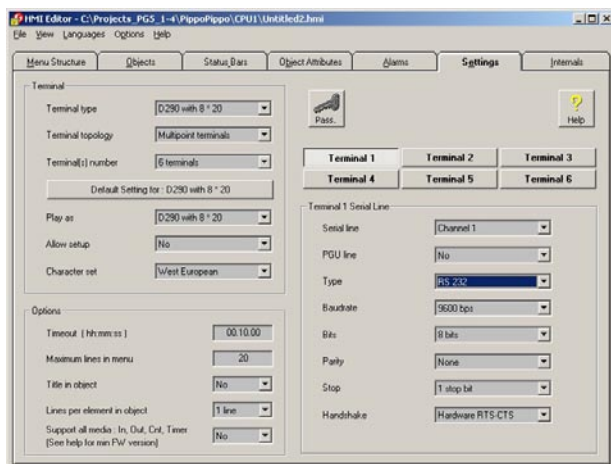 HMI Editor - C:\Projects_PG5_1-4\PippoPippo\CPU1\Untitled2.hmi
File View Languages Options Help
Menu Structure Objects Status Bars Object Attributes Alarms Settings Internals
Terminal
Terminal type D290 with 8 * 20
Terminal topology Multipoint terminals
Terminal(s) number 6 terminals
Default Setting for : D290 with 8 * 20
Play as D290 with 8 * 20
Allow setup No
Character set West European
Options
Timeout ( hh:mm:ss ) 00.10.00
Maximum lines in menu 20
Title in object No
Lines per element in object 1 line
Support all media : In, Out, Cnt, Timer
(See help for min FW version) No
Pass. Help
Terminal 1 Terminal 2 Terminal 3
Terminal 4 Terminal 5 Terminal 6
Terminal 1 Serial Line
Serial line Channel 1
PGU line No
Type RS 232
Baudrate 9600 bps
Bits 8 bits
Parity None
Stop 1 stop bit
Handshake Hardware RTS-CTS